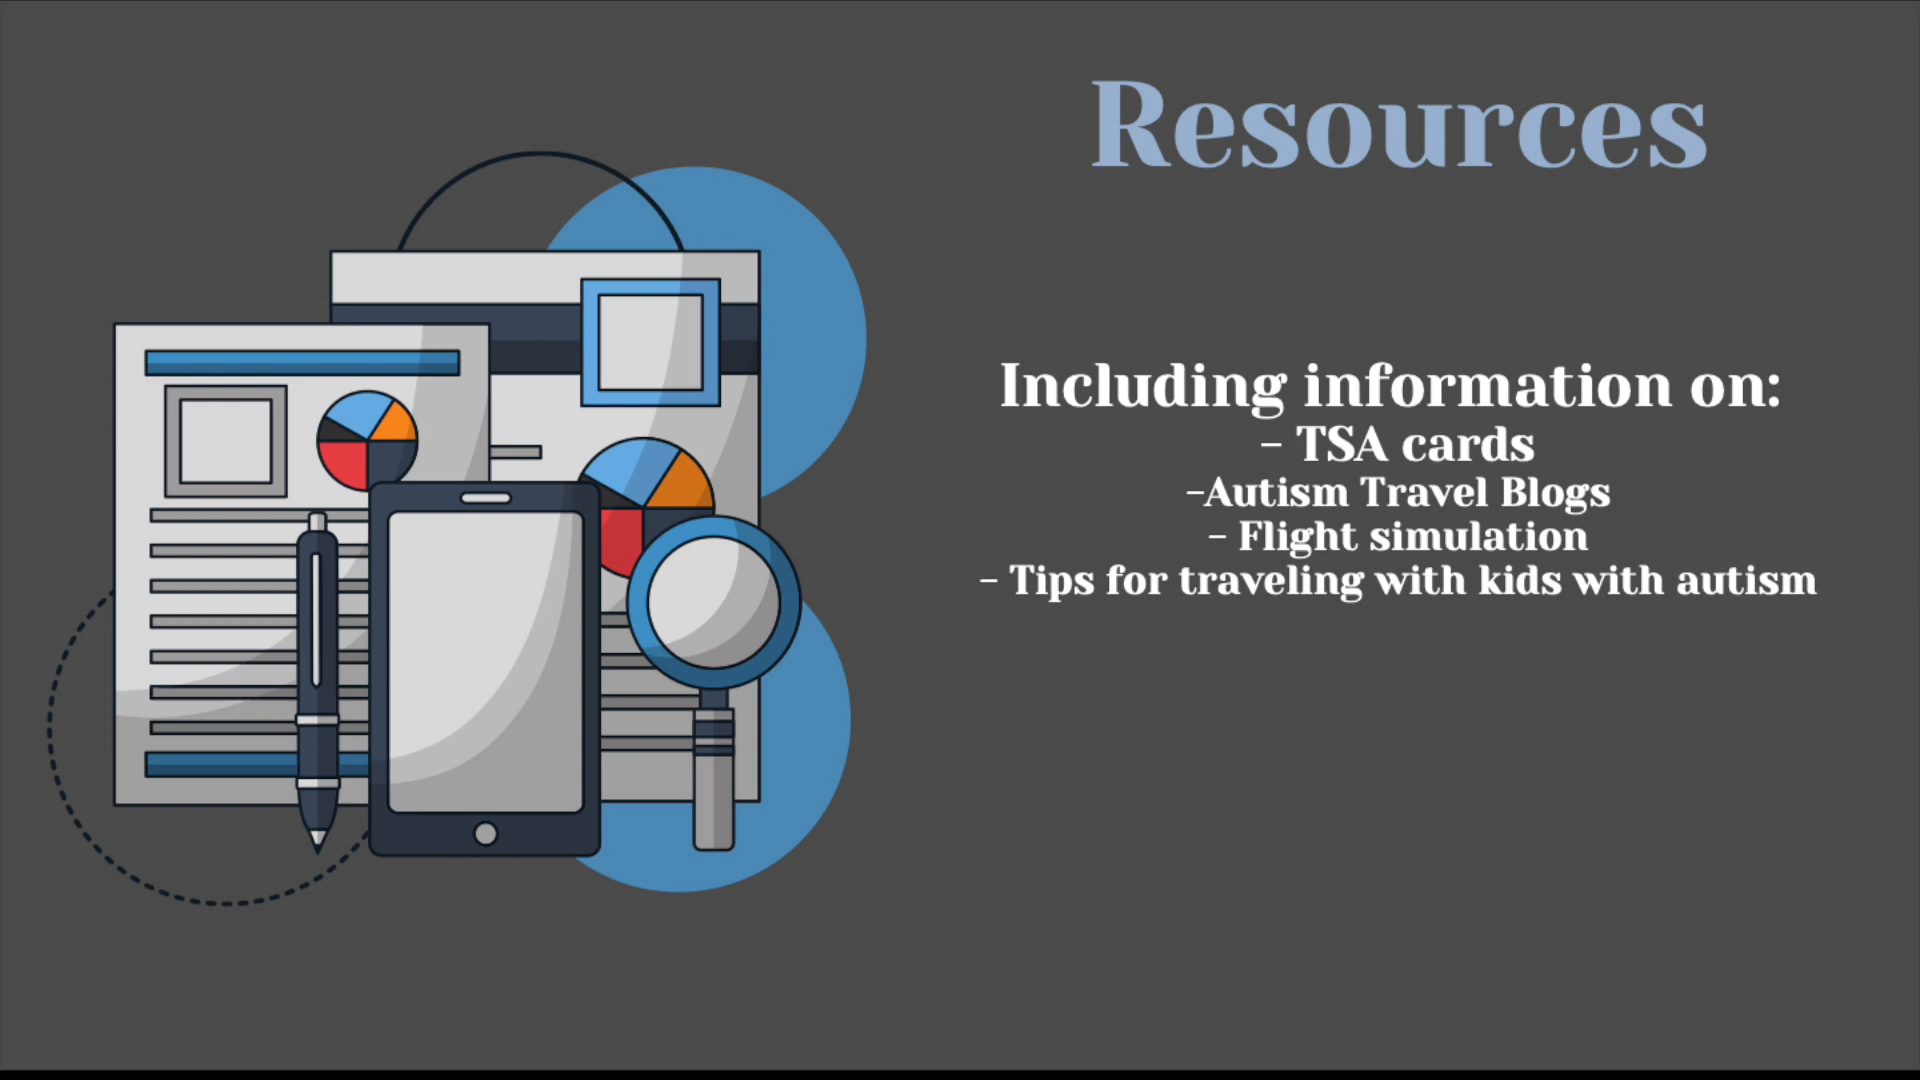 Resources
Including information on:
- TSA cards
-Autism Travel Blogs
- Flight simulation
- Tips for traveling with kids with autism